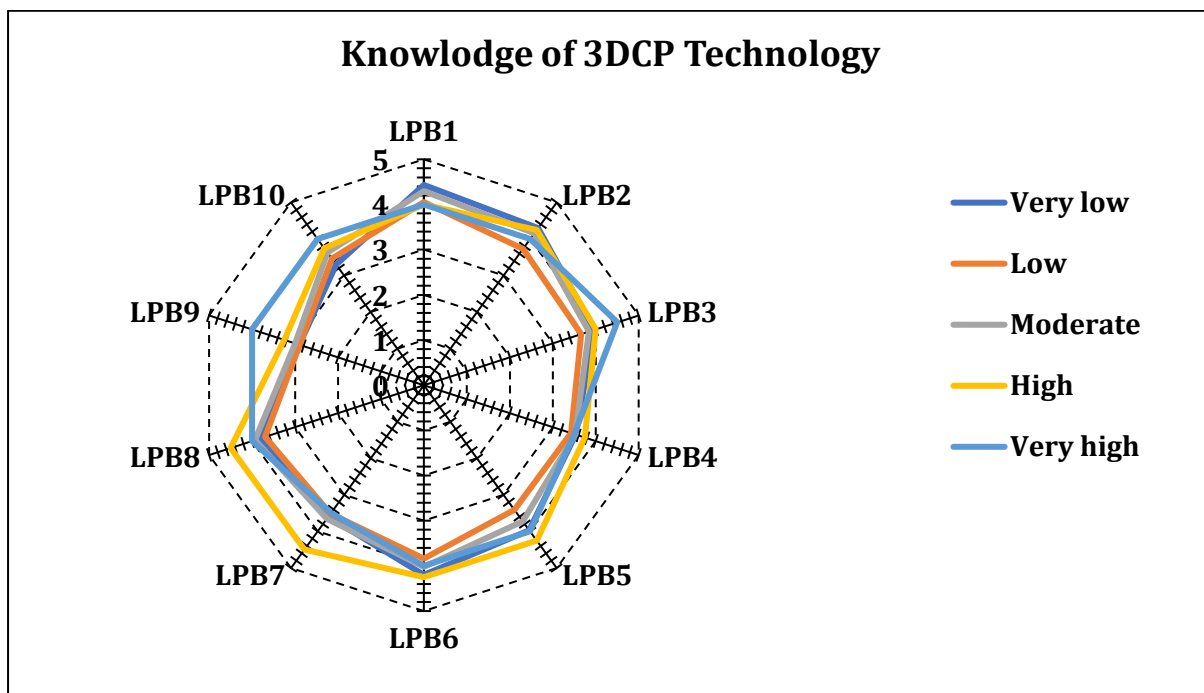 Knowlodge of 3DCP Technology
LPB1
5
LPB10
4
LPB2
3
2
LPB9
1
LPB3
0
LPB8
LPB4
LPB7
LPB5
LPB6
Very low
Low
Moderate
High
Very high